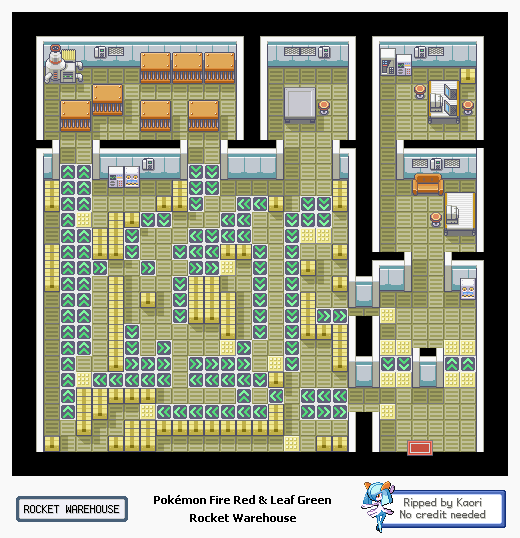 ROCKET WAREHOUSE
Pokémon Fire Red & Leaf Green
Rocket Warehouse
Ripped by Kaori
No credit needed